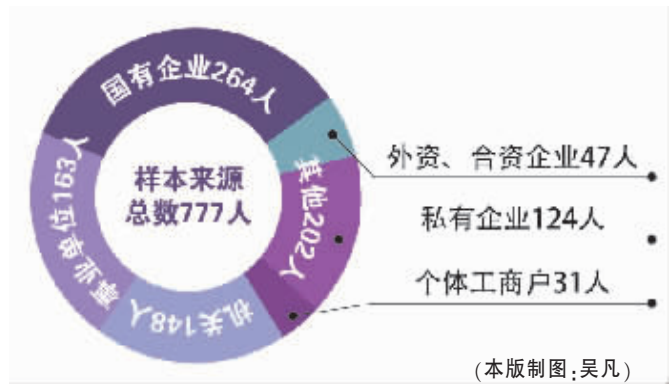 国有企业264人
外资、合资企业47人
其他202人
私有企业124人
个体工商户31人
机关148人
事业单位163人
样本来源
总数777人
(本版制图:吴凡)